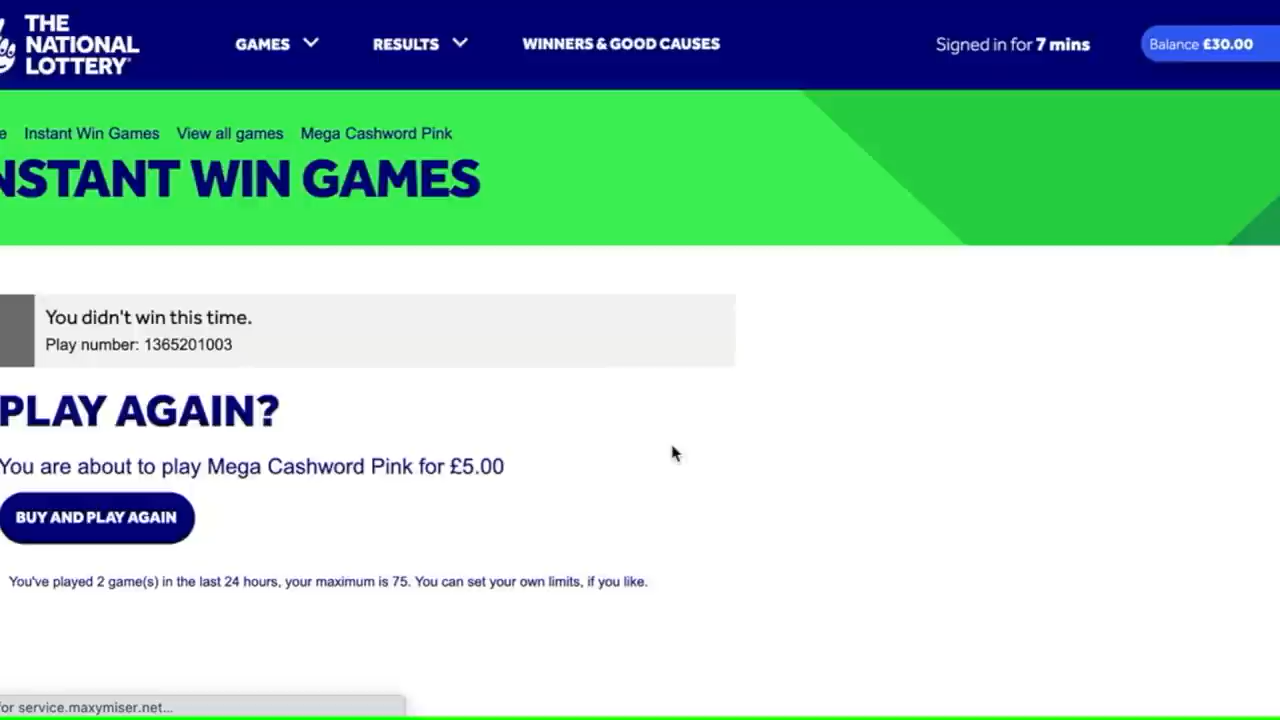 THE
NATIONAL
LOTTERY
GAMES RESULTS WINNERS & GOOD CAUSES Signed in for 7 mins Balance £30.00
e Instant Win Games View all games Mega Cashword Pink
NSTANT WIN GAMES
You didn't win this time.
Play number: 1365201003
PLAY AGAIN?
You are about to play Mega Cashword Pink for £5.00
BUY AND PLAY AGAIN
You've played 2 game(s) in the last 24 hours, your maximum is 75. You can set your own limits, if you like.
for service.maxymiser.net...